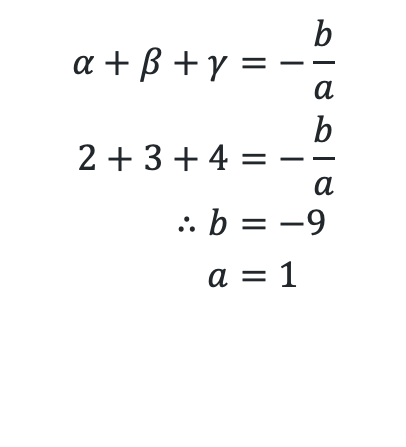 α + β + γ = − b/a
2 + 3 + 4 = − b/a
∴ b = −9
a = 1